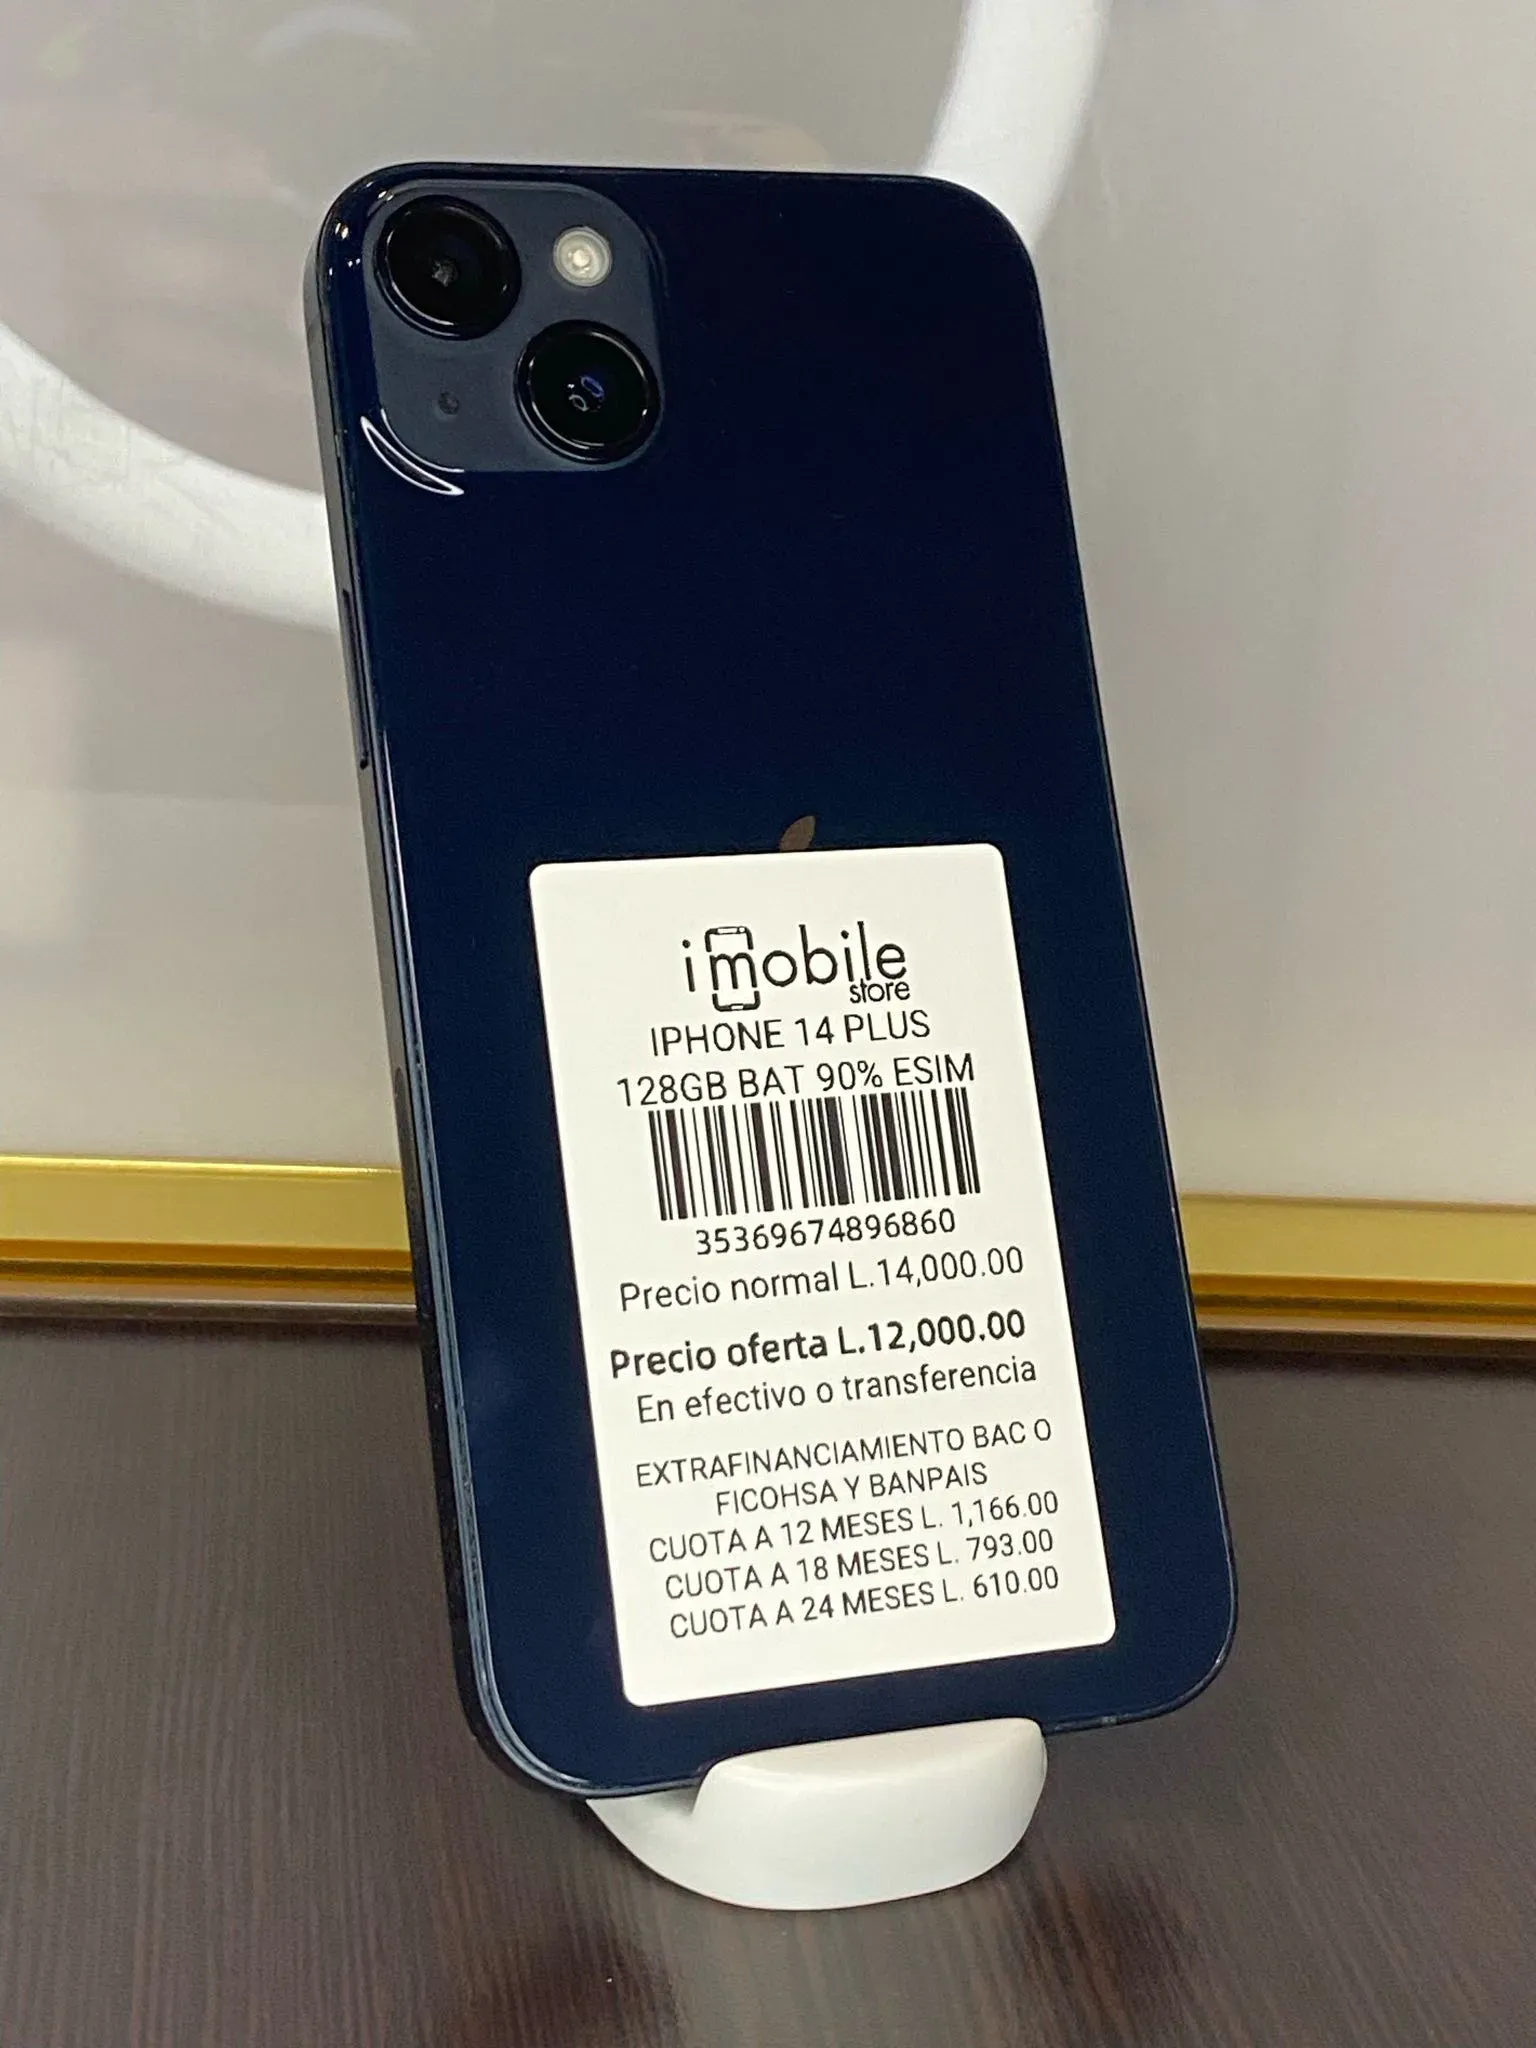 imobile
store
IPHONE 14 PLUS
128GB BAT 90% ESIM
35369674896860
Precio normal L.14,000.00
Precio oferta L.12,000.00
En efectivo o transferencia
EXTRAFINANCIAMIENTO BAC O
FICOHSA Y BANPAIS
CUOTA A 12 MESES L. 1,166.00
CUOTA A 18 MESES L. 793.00
CUOTA A 24 MESES L. 610.00